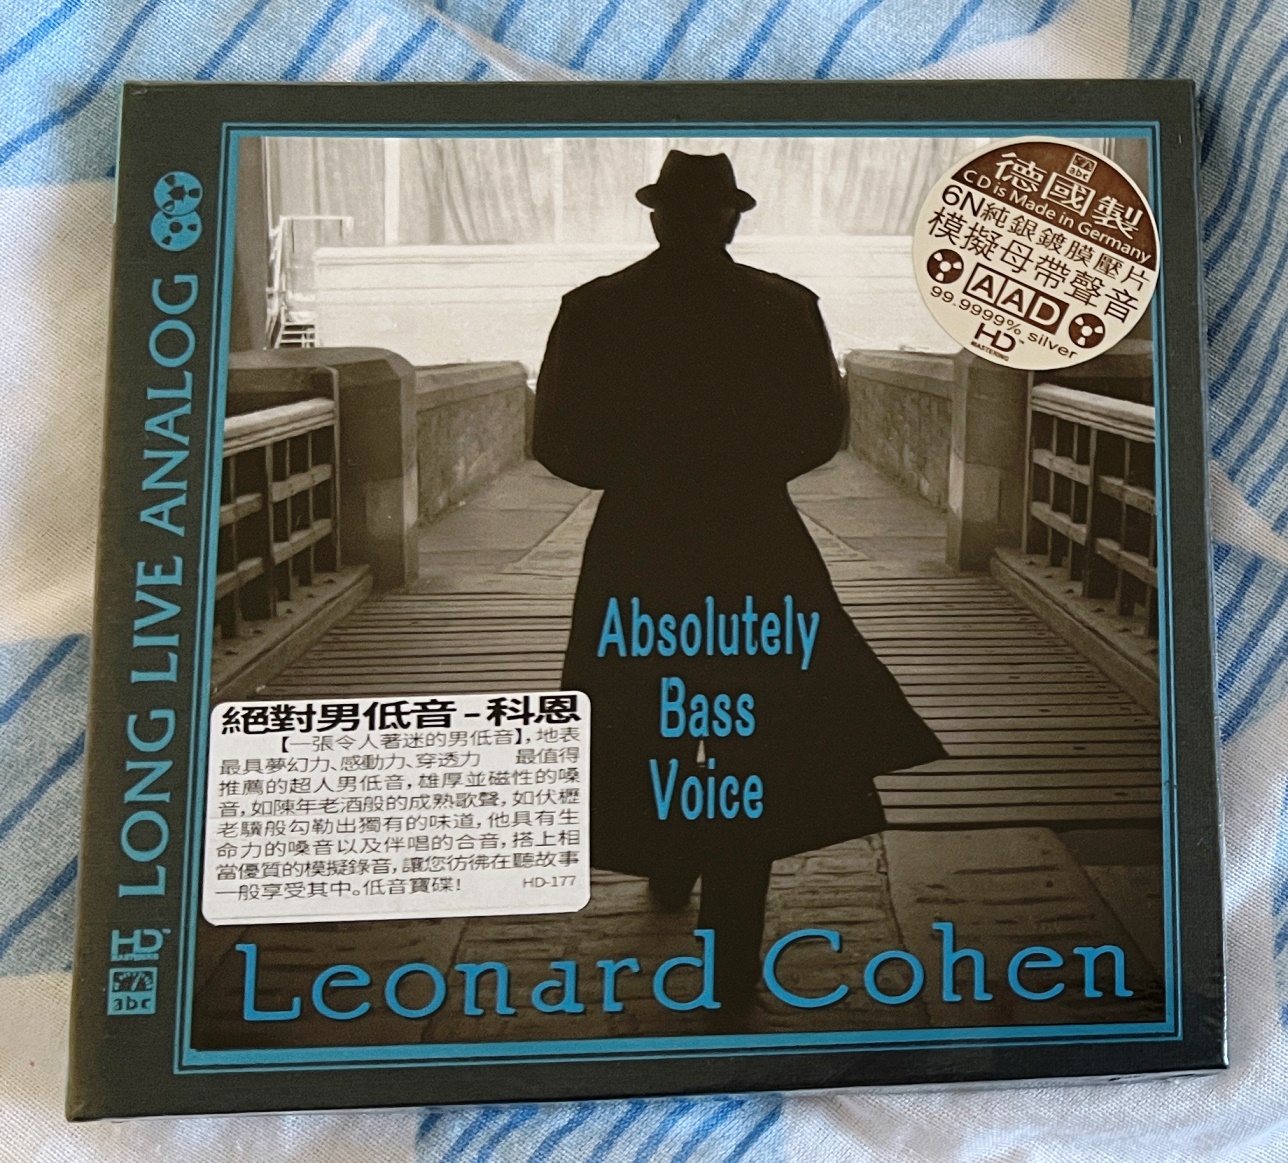 LONG LIVE ANALOG
HD™
MASTERING
abc
abc
德國製
CD is Made in Germany
6N純銀鍍膜壓片
模擬母帶聲音
AAD
99.9999% silver
HD™
MASTERING
Absolutely
Bass
Voice
絕對男低音-科恩
【一張令人著迷的男低音】,地表
最具夢幻力、感動力、穿透力 最值得
推薦的超人男低音,雄厚並磁性的嗓
音,如陳年老酒般的成熟歌聲,如伏櫪
老驥般勾勒出獨有的味道,他具有生
命力的嗓音以及伴唱的合音,搭上相
當優質的模擬錄音,讓您彷彿在聽故事
一般享受其中。低音寶碟! HD-177
Leonard Cohen